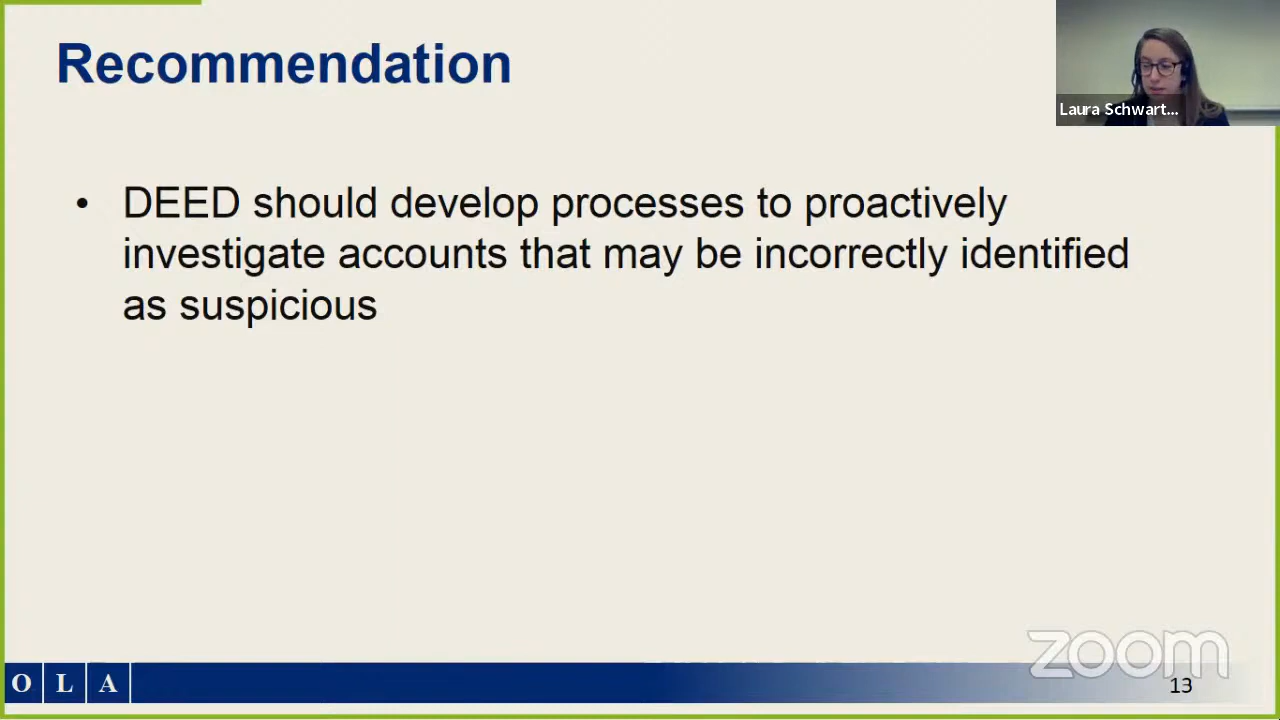 Recommendation
Laura Schwart...
• DEED should develop processes to proactively
investigate accounts that may be incorrectly identified
as suspicious
zoom
O L A
13